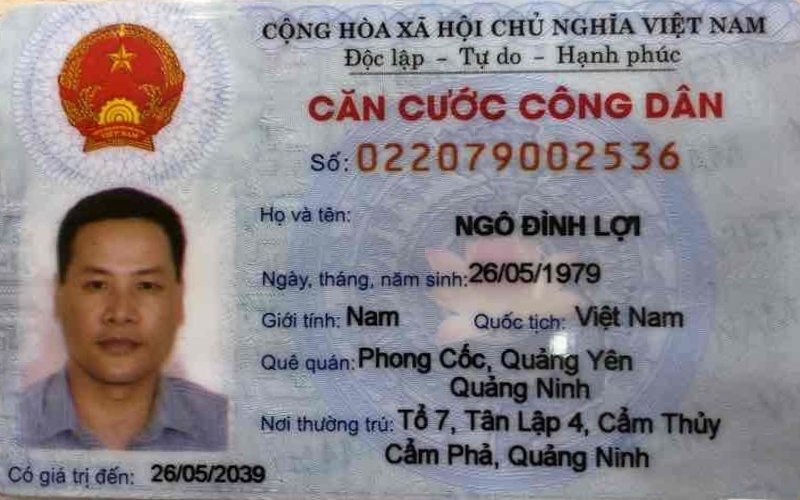 CỘNG HÒA XÃ HỘI CHỦ NGHĨA VIỆT NAM
Độc lập - Tự do - Hạnh phúc
CĂN CƯỚC CÔNG DÂN
Số: 022079002536
Họ và tên: NGÔ ĐÌNH LỢI
Ngày, tháng, năm sinh: 26/05/1979
Giới tính: Nam Quốc tịch: Việt Nam
Quê quán: Phong Cốc, Quảng Yên
Quảng Ninh
Nơi thường trú: Tổ 7, Tân Lập 4, Cẩm Thủy
Cẩm Phả, Quảng Ninh
Có giá trị đến: 26/05/2039